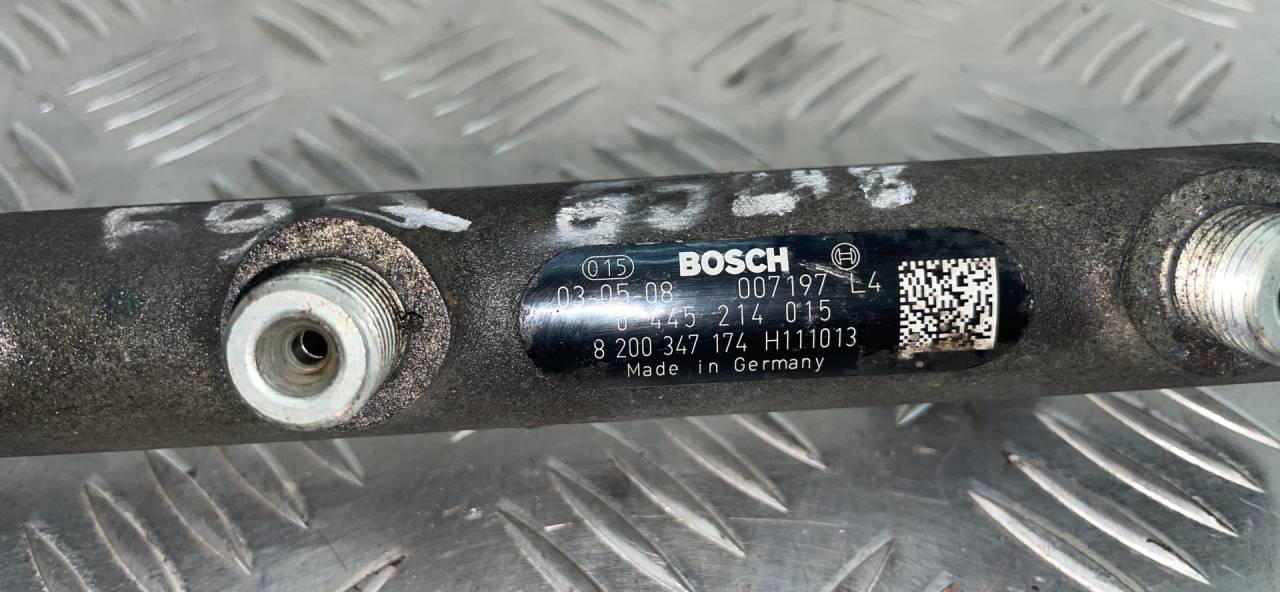 015 BOSCH
03-05-08 007197 L4
0 445 214 015
8 200 347 174 H111013
Made in Germany